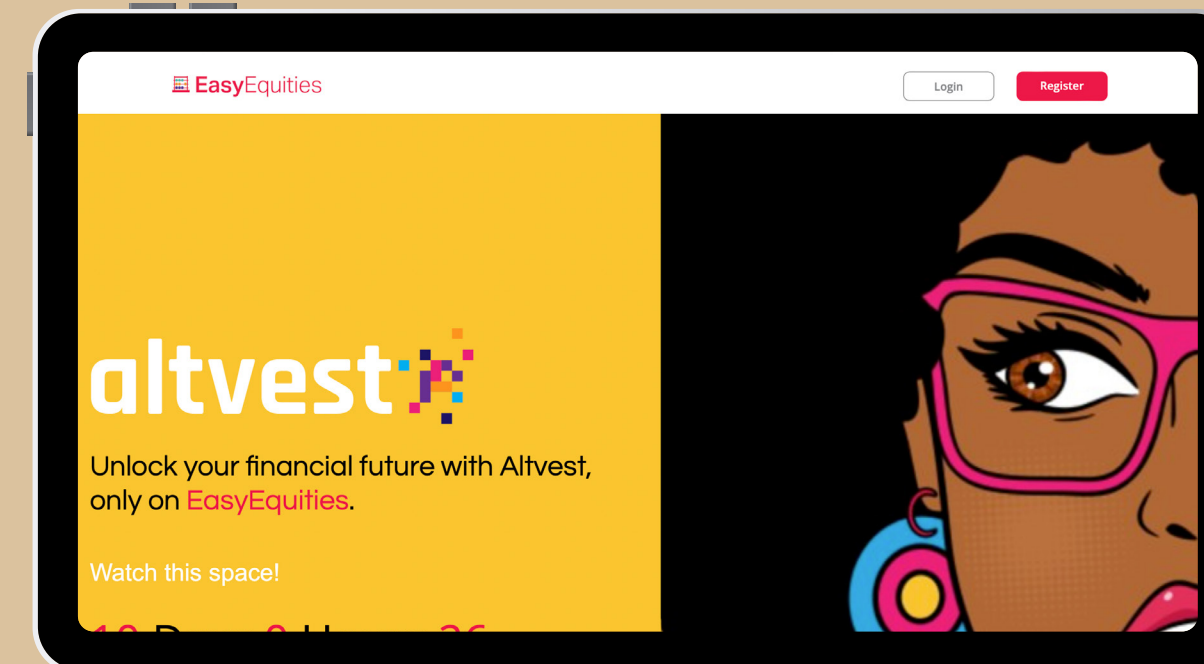 EasyEquities
Login
Register
altvest
Unlock your financial future with Altvest,
only on EasyEquities.
Watch this space!